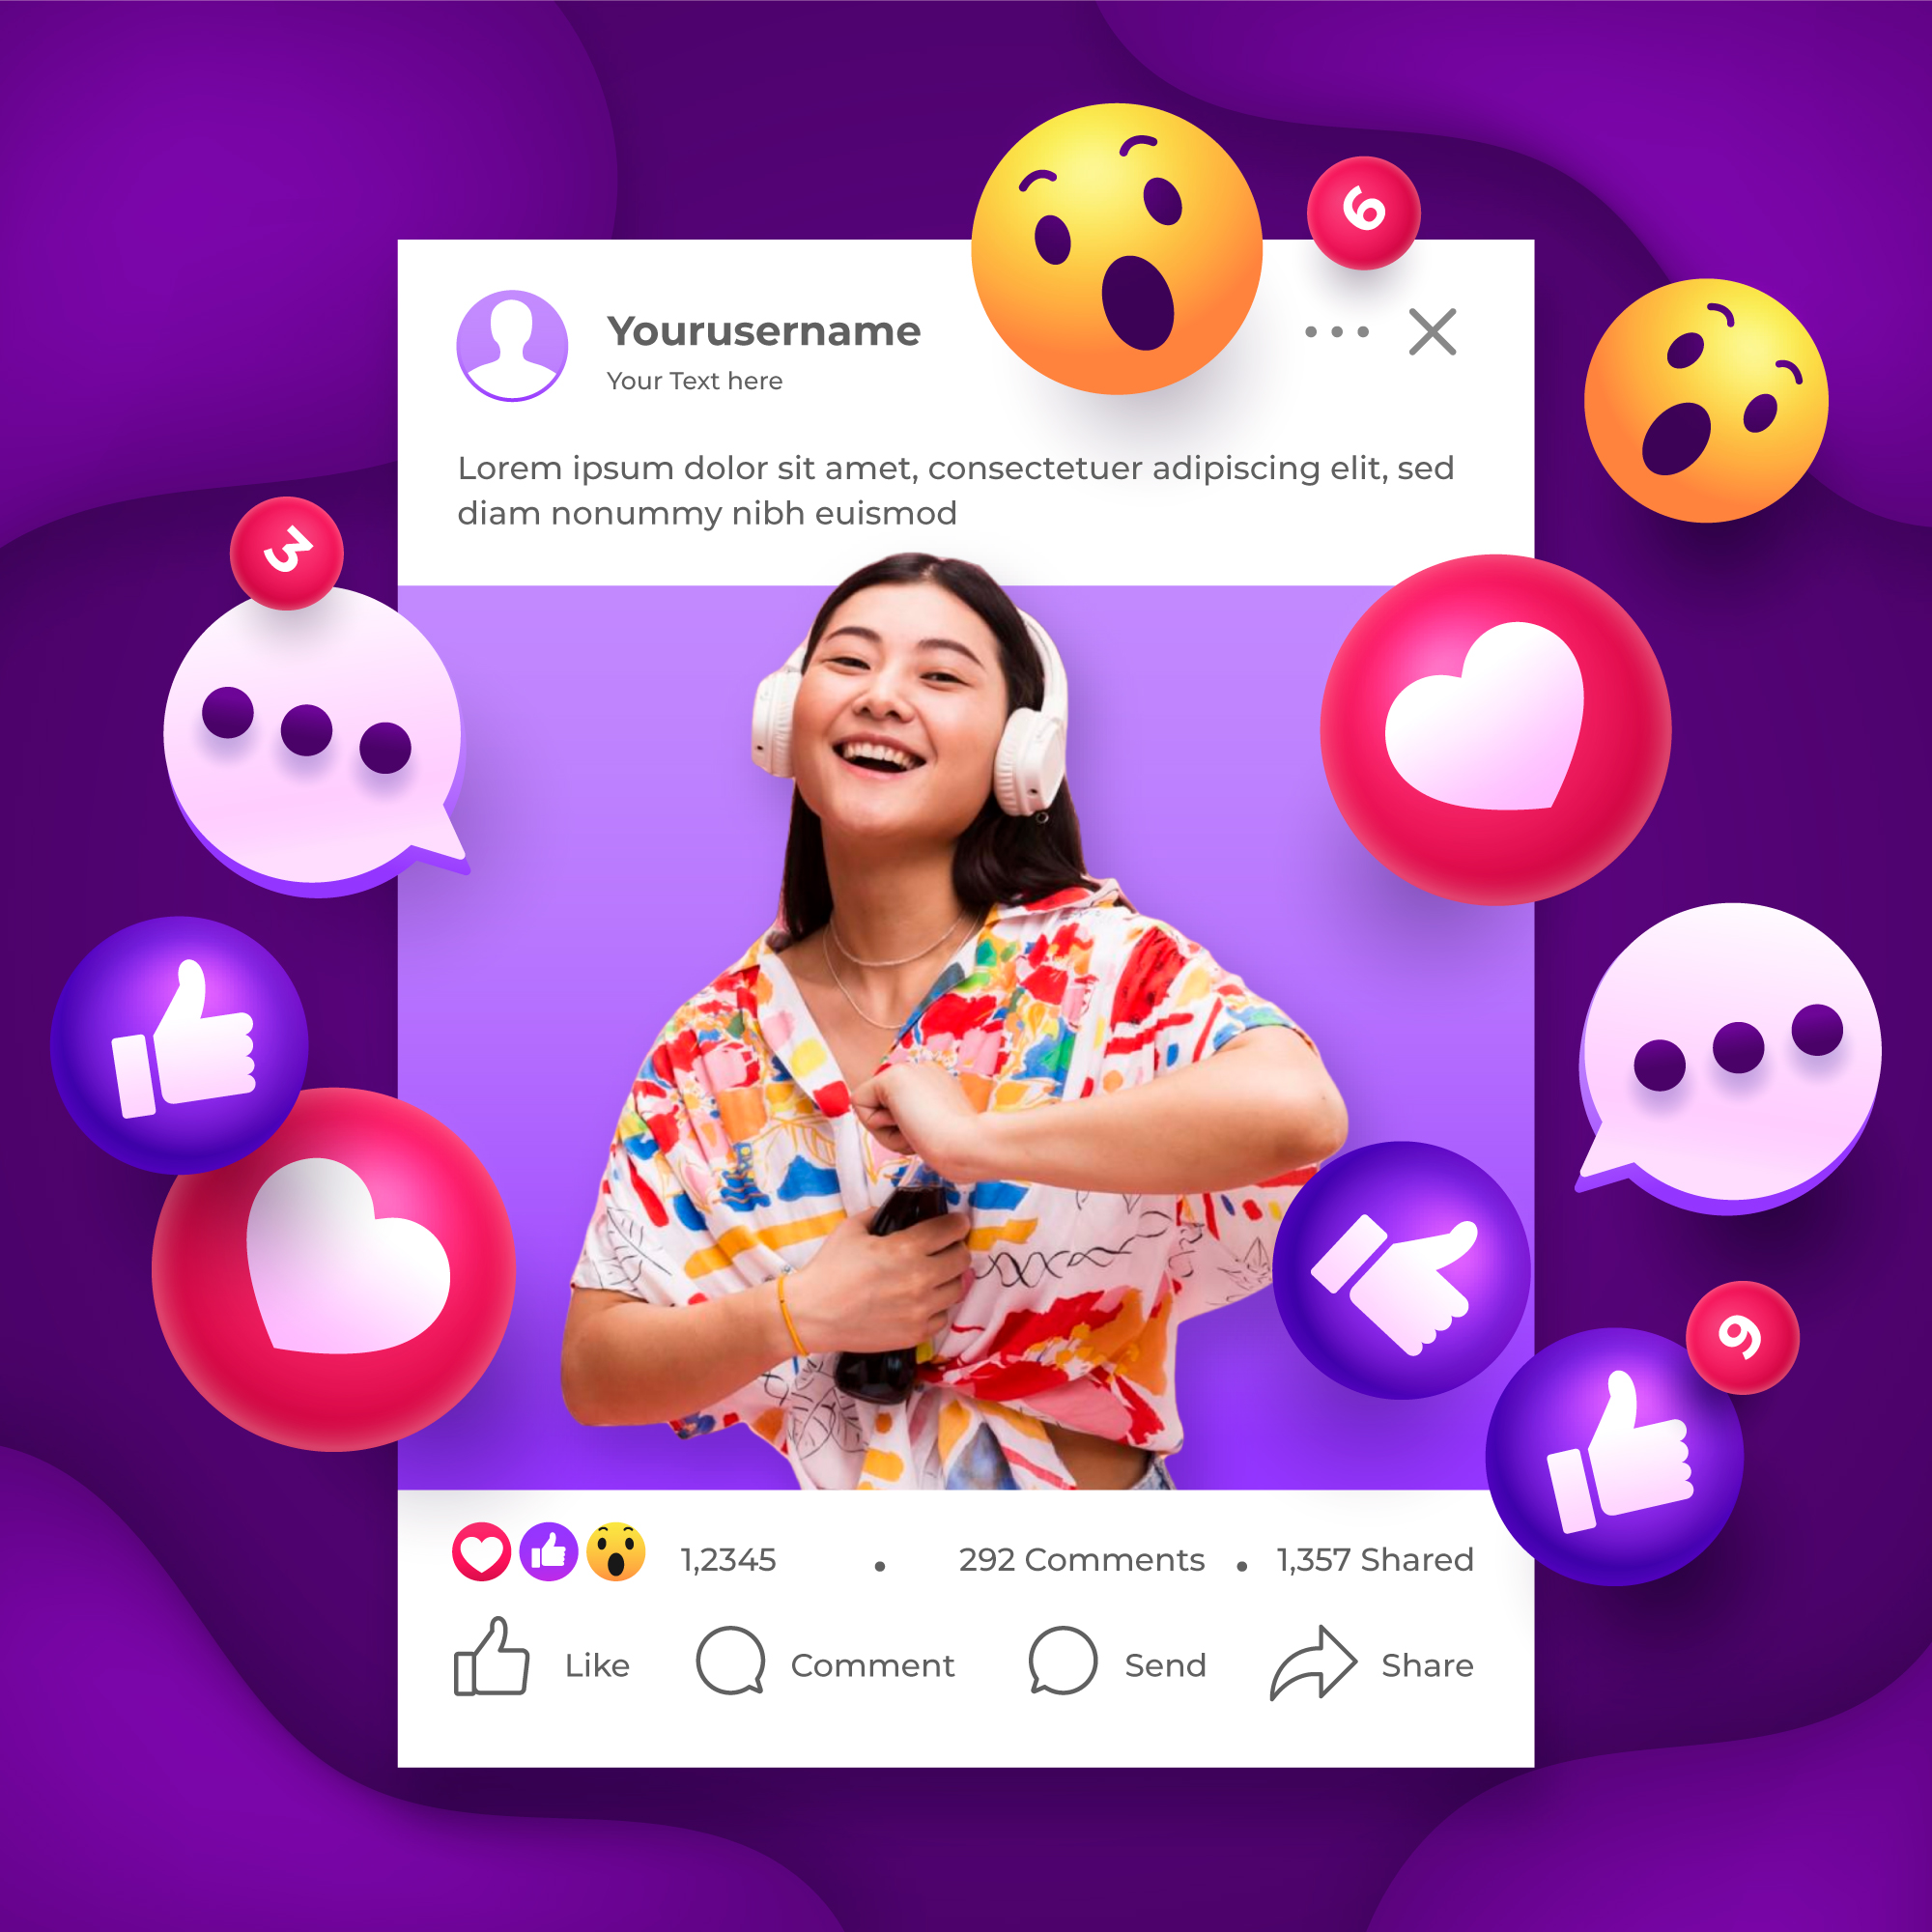 6
Yourusername
Your Text here
Lorem ipsum dolor sit amet, consectetuer adipiscing elit, sed
diam nonummy nibh euismod
3
9
1,2345 . 292 Comments . 1,357 Shared
Like Comment Send Share